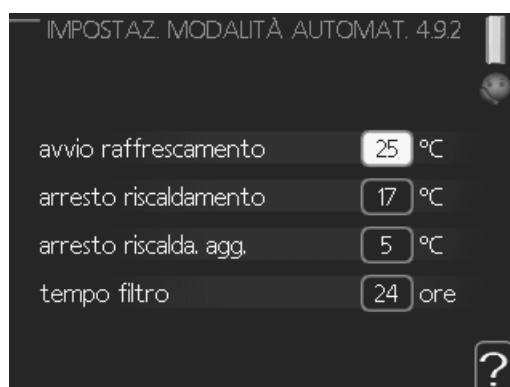 IMPOSTAZ. MODALITÀ AUTOMAT. 4.9.2
avvio raffrescamento 25 °C
arresto riscaldamento 17 °C
arresto riscalda. agg. 5 °C
tempo filtro 24 ore
?